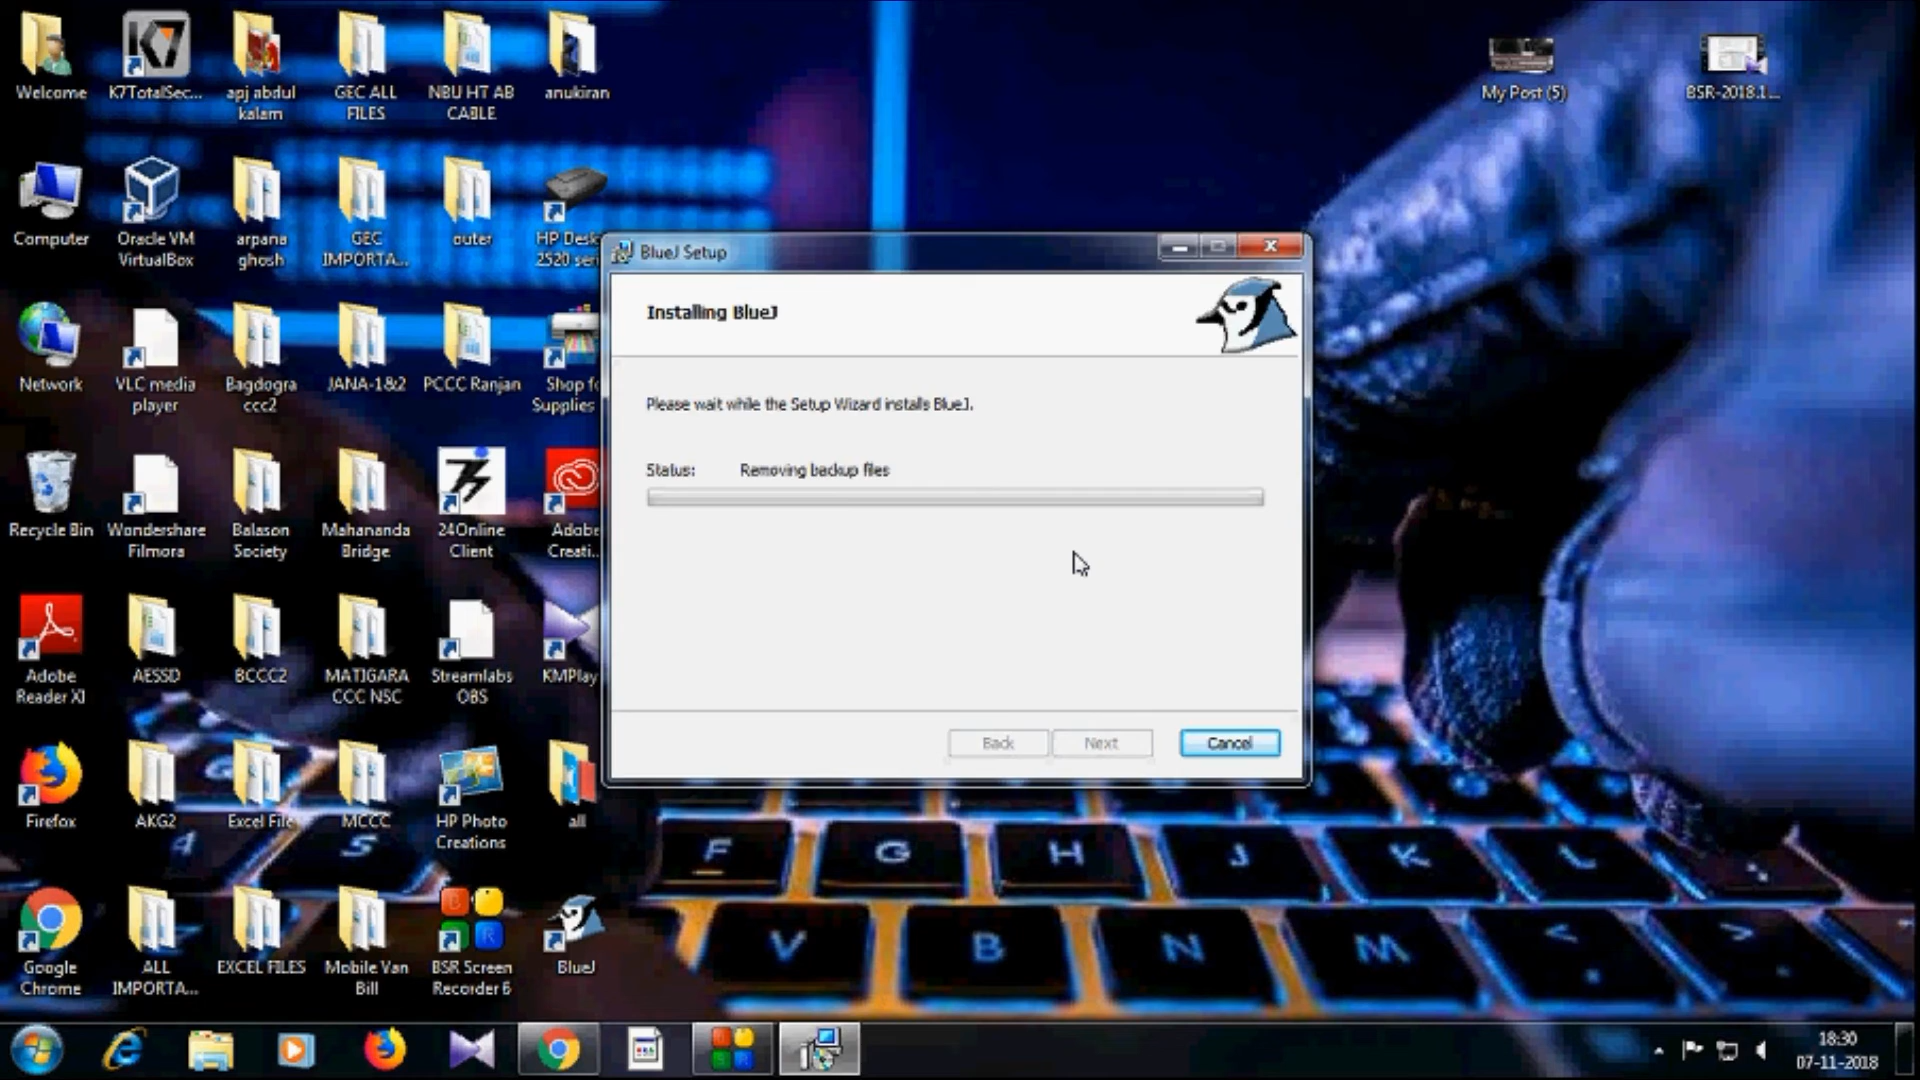 Welcome
K7TotalSec...
apj abdul
kalam
GEC ALL
FILES
NBU HT AB
CABLE
anukiran
My Post (5)
BSR-2018.1...
Computer
Oracle VM
VirtualBox
arpana
ghosh
GEC
IMPORTA...
outer
HP Desk
2520 seri
Network
VLC media
player
Bagdogra
ccc2
JANA-1&2
PCCC Ranjan
Shop fo
Supplies
Recycle Bin
Wondershare
Filmora
Balason
Society
Mahananda
Bridge
24Online
Client
Adobe
Creati...
Adobe
Reader XI
AESSD
BCCC2
MATIGARA
CCC NSC
Streamlabs
OBS
KMPlay
Firefox
AKG2
Excel File
MCCC
HP Photo
Creations
all
Google
Chrome
ALL
IMPORTA...
EXCEL FILES
Mobile Van
Bill
BSR Screen
Recorder 6
BlueJ
BlueJ Setup
Installing BlueJ
Please wait while the Setup Wizard installs BlueJ.
Status: Removing backup files
Back Next Cancel
F G H J K L
V B N M < >
18:30
07-11-2018